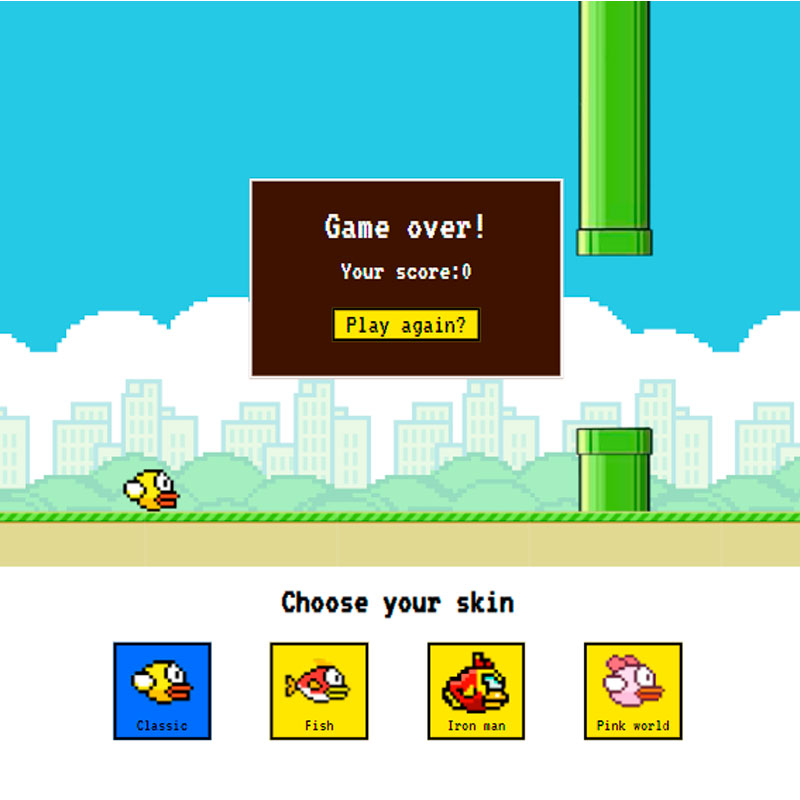 Game over!
Your score:0
Play again?
Choose your skin
Classic
Fish
Iron man
Pink world